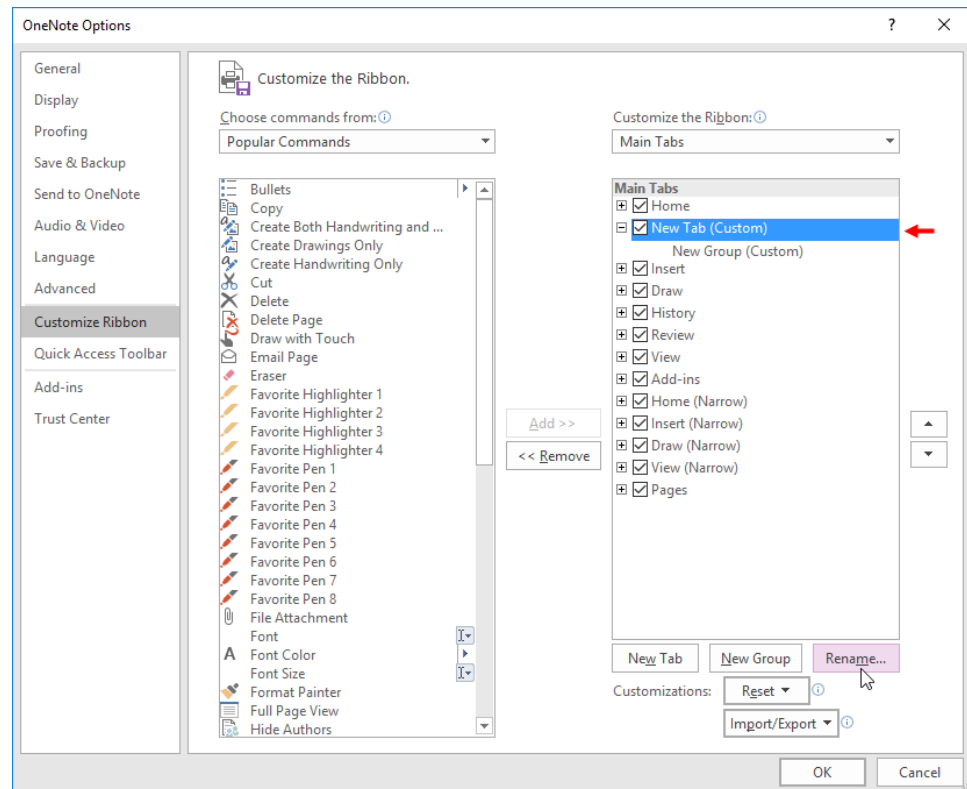 OneNote Options
?
General
Display
Proofing
Save & Backup
Send to OneNote
Audio & Video
Language
Advanced
Customize Ribbon
Quick Access Toolbar
Add-ins
Trust Center
Customize the Ribbon.
Choose commands from:
Popular Commands
Bullets
Copy
Create Both Handwriting and ...
Create Drawings Only
Create Handwriting Only
Cut
Delete
Delete Page
Draw with Touch
Email Page
Eraser
Favorite Highlighter 1
Favorite Highlighter 2
Favorite Highlighter 3
Favorite Highlighter 4
Favorite Pen 1
Favorite Pen 2
Favorite Pen 3
Favorite Pen 4
Favorite Pen 5
Favorite Pen 6
Favorite Pen 7
Favorite Pen 8
File Attachment
Font
A Font Color
Font Size
Format Painter
Full Page View
Hide Authors
Add >>
<< Remove
Customize the Ribbon:
Main Tabs
Main Tabs
Home
New Tab (Custom)
New Group (Custom)
Insert
Draw
History
Review
View
Add-ins
Home (Narrow)
Insert (Narrow)
Draw (Narrow)
View (Narrow)
Pages
New Tab
New Group
Rename...
Customizations:
Reset
Import/Export
OK
Cancel